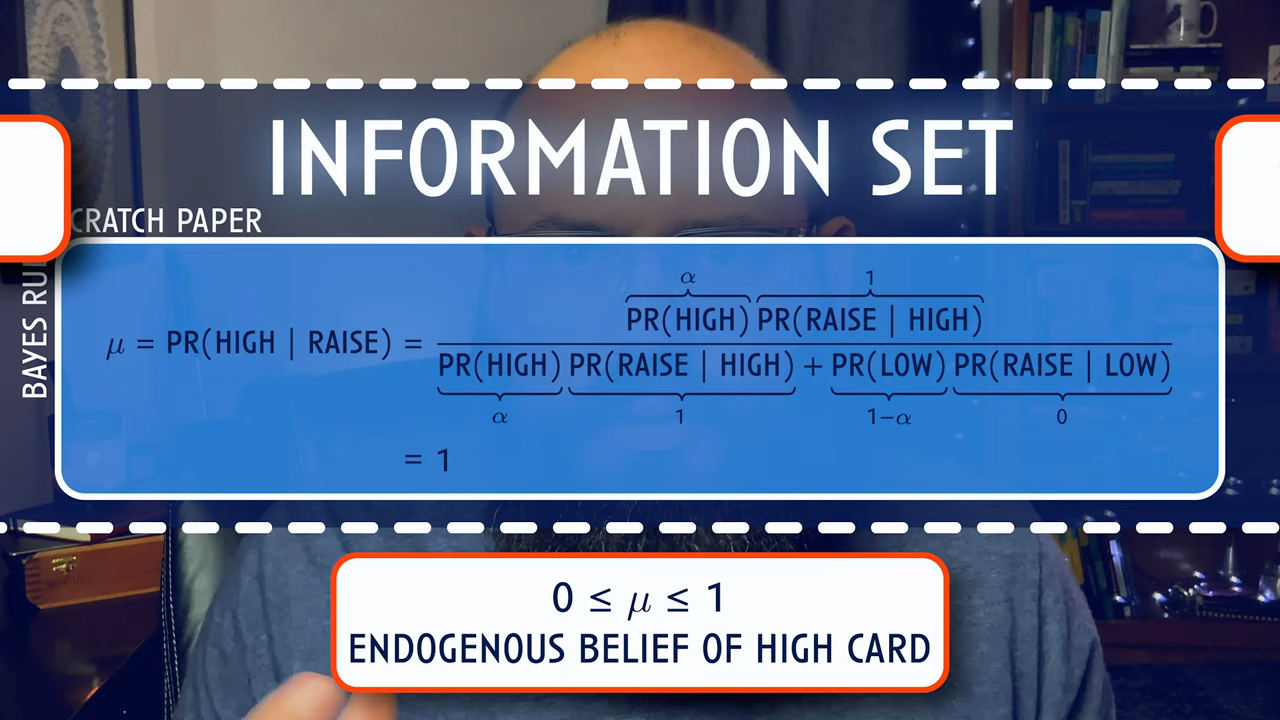 INFORMATION SET
CRATCH PAPER
BAYES RUL
α 1
PR(HIGH) PR(RAISE | HIGH)
μ = PR(HIGH | RAISE) =
PR(HIGH) PR(RAISE | HIGH) + PR(LOW) PR(RAISE | LOW)
α 1 1−α 0
= 1
0 ≤ μ ≤ 1
ENDOGENOUS BELIEF OF HIGH CARD